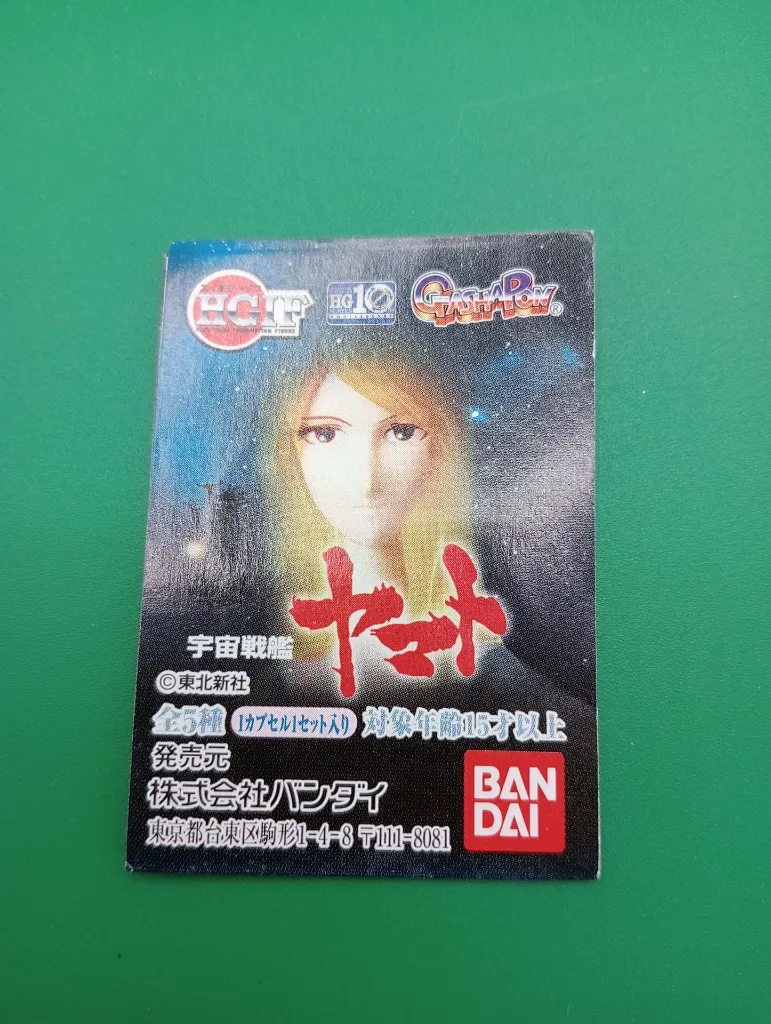 HGIF
HG10
GASHAPON®
宇宙戦艦
ヤマト
©東北新社
全5種 1カプセル1セット入り 対象年齢15才以上
発売元
株式会社バンダイ
東京都台東区駒形1-4-8 〒111-8081
BAN
DAI